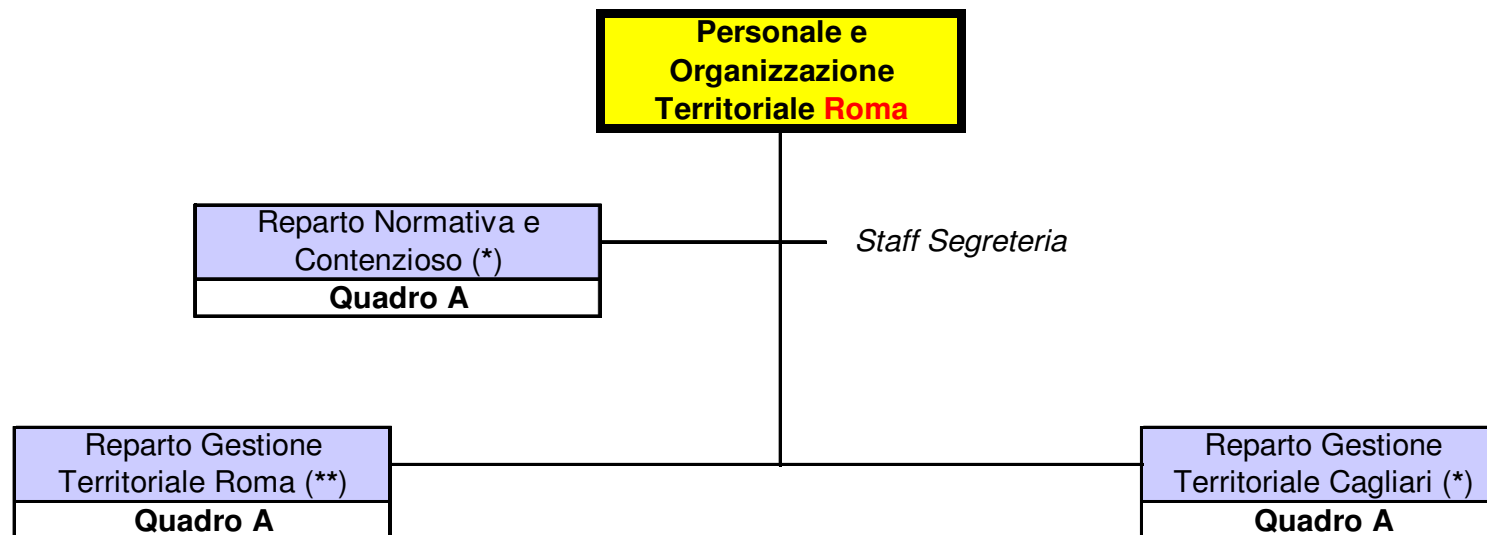 Personale e
Organizzazione
Territoriale Roma
Reparto Normativa e
Contenzioso (*)
Quadro A
Staff Segreteria
Reparto Gestione
Territoriale Roma (**)
Quadro A
Reparto Gestione
Territoriale Cagliari (*)
Quadro A